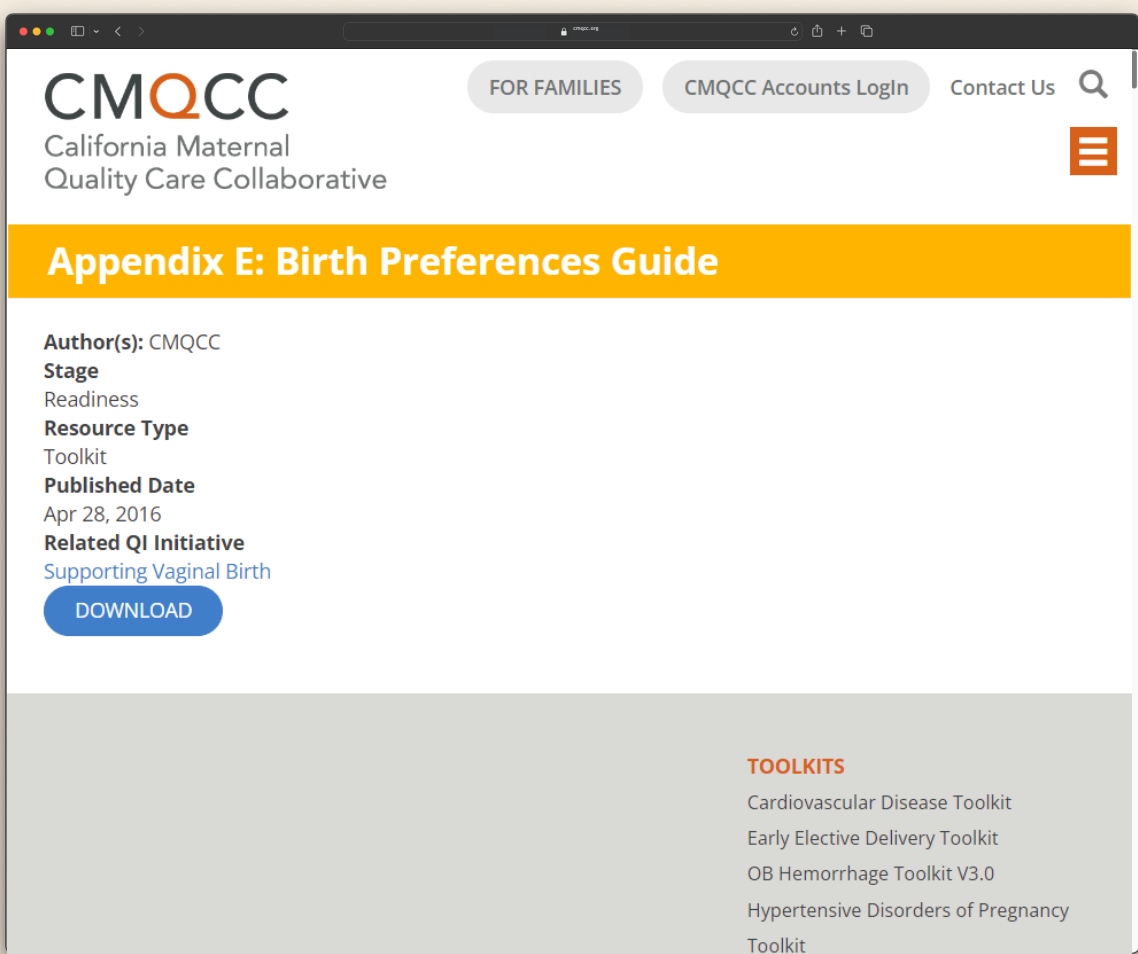 cmqcc.org
CMQCC
California Maternal
Quality Care Collaborative
FOR FAMILIES
CMQCC Accounts LogIn
Contact Us
Appendix E: Birth Preferences Guide
Author(s): CMQCC
Stage
Readiness
Resource Type
Toolkit
Published Date
Apr 28, 2016
Related QI Initiative
Supporting Vaginal Birth
DOWNLOAD
TOOLKITS
Cardiovascular Disease Toolkit
Early Elective Delivery Toolkit
OB Hemorrhage Toolkit V3.0
Hypertensive Disorders of Pregnancy
Toolkit